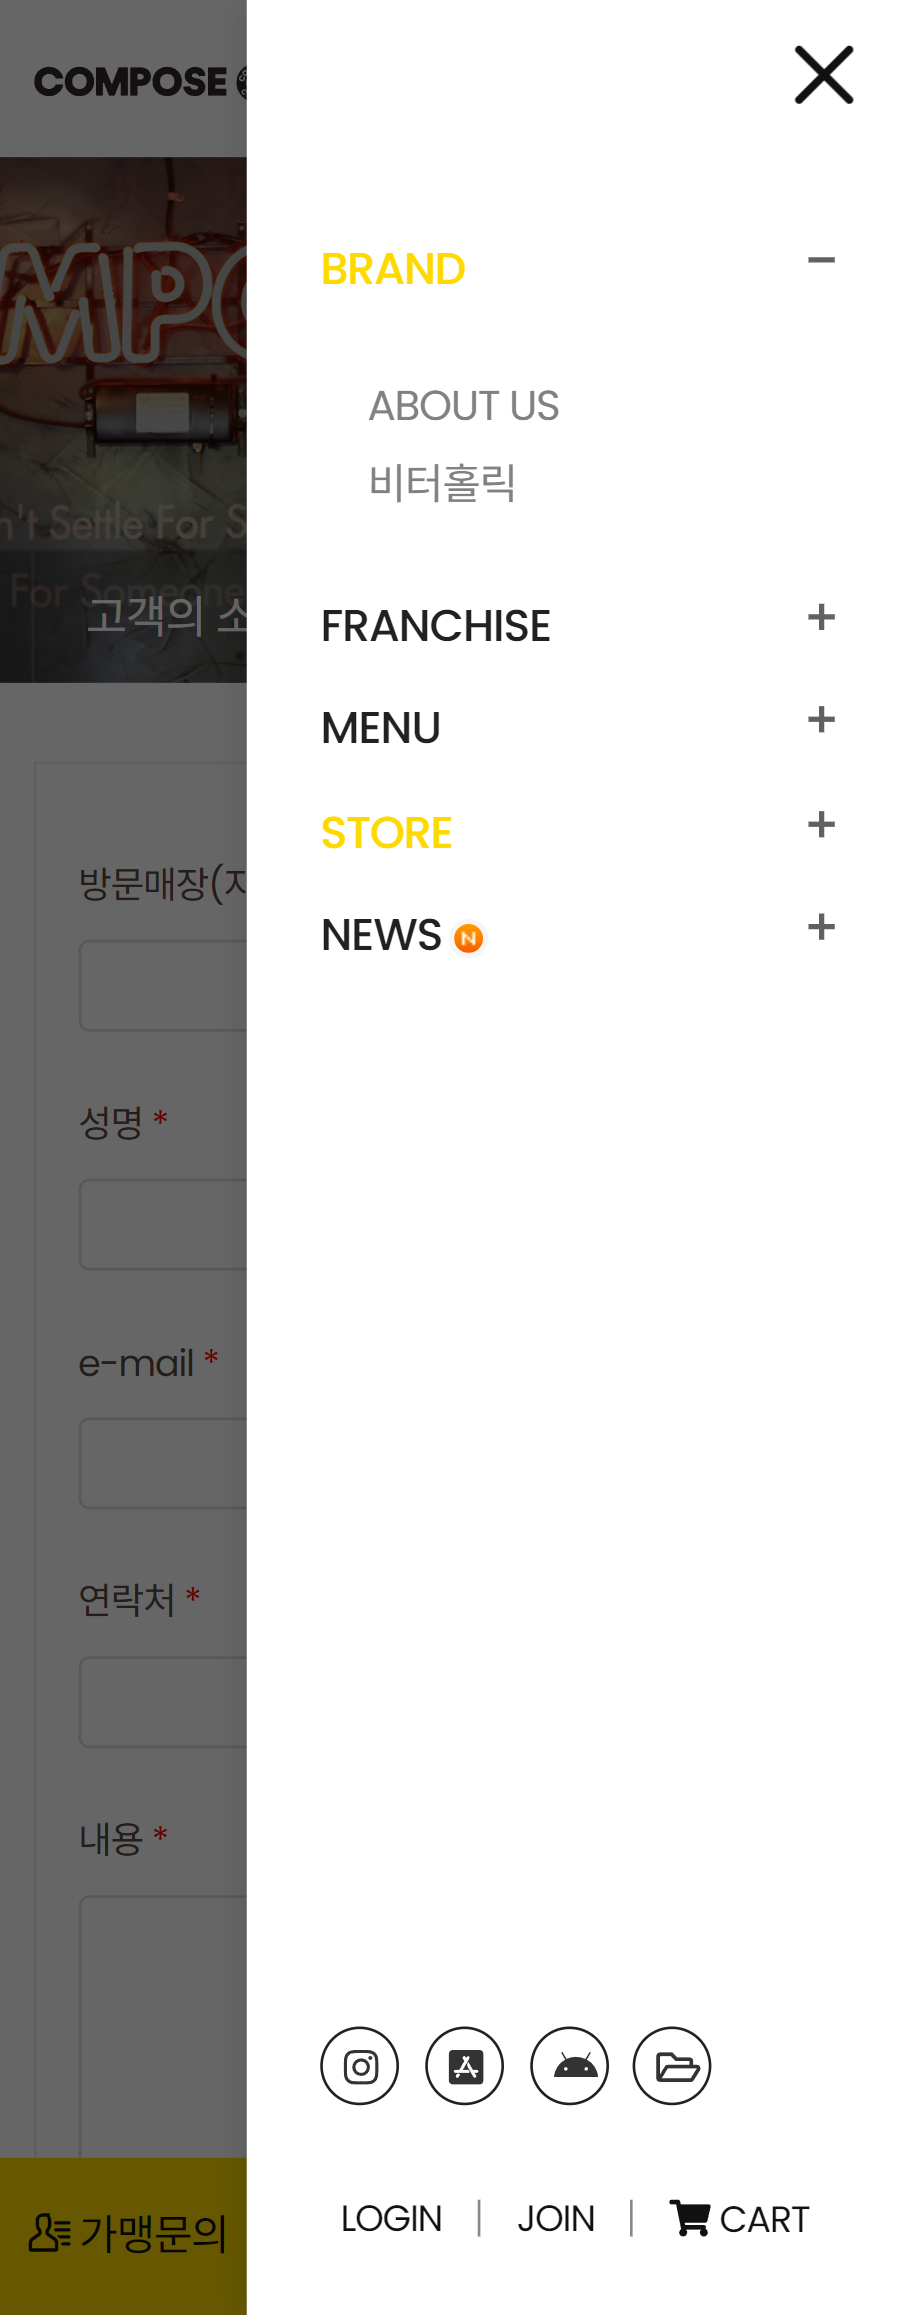 COMPOSE
BRAND
ABOUT US
비터홀릭
FRANCHISE
MENU
STORE
NEWS N
MPO
n't Settle For S
For Someone
고객의 소
방문매장(지
성명 *
e-mail *
연락처 *
내용 *
가맹문의
LOGIN | JOIN | CART